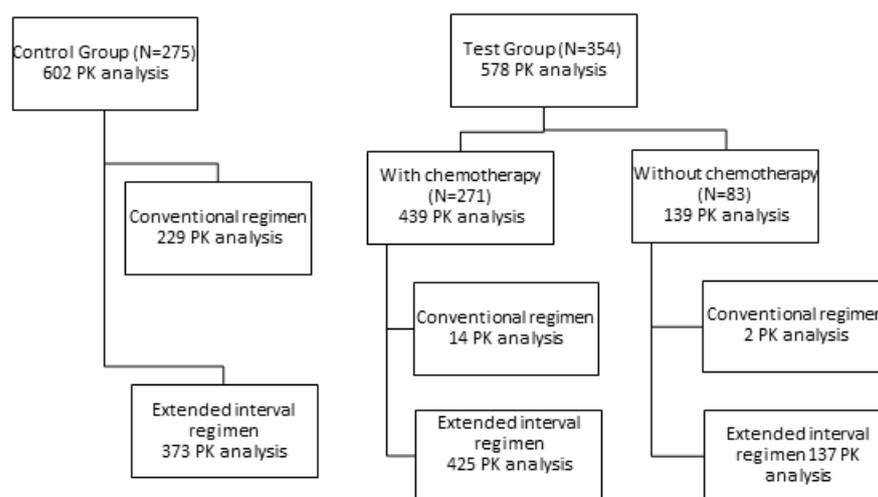 Control Group (N=275)
602 PK analysis
Test Group (N=354)
578 PK analysis
Conventional regimen
229 PK analysis
Extended interval
regimen
373 PK analysis
With chemotherapy
(N=271)
439 PK analysis
Without chemotherapy
(N=83)
139 PK analysis
Conventional regimen
14 PK analysis
Extended interval
regimen
425 PK analysis
Conventional regimen
2 PK analysis
Extended interval
regimen 137 PK
analysis